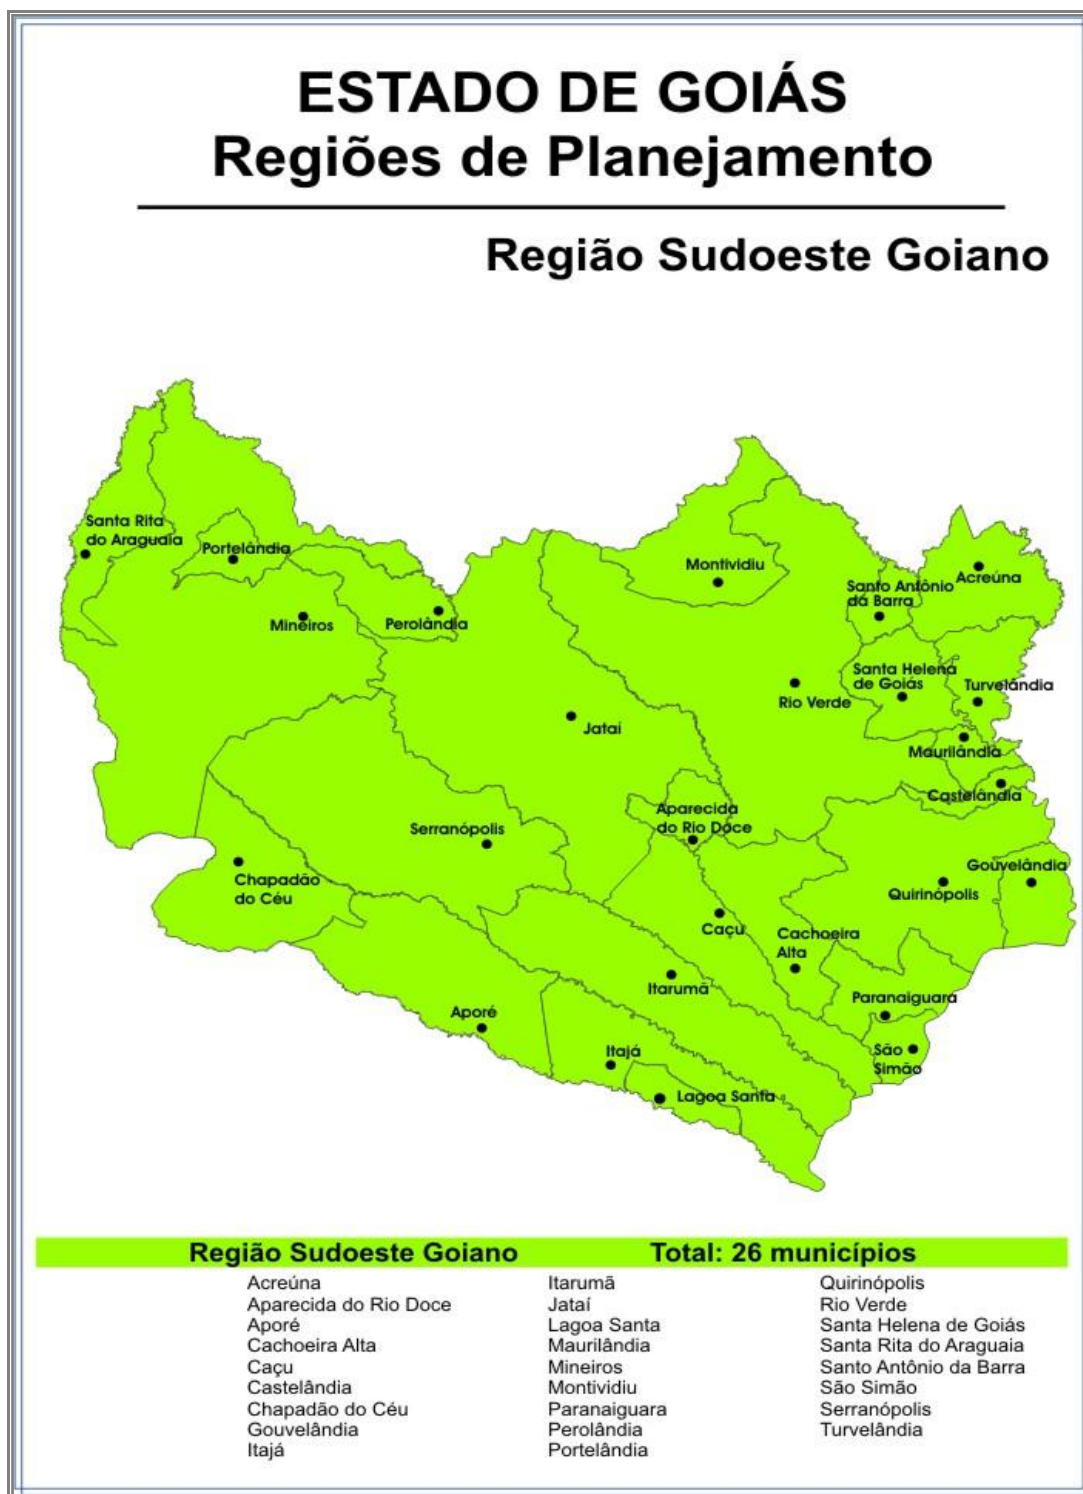 ESTADO DE GOIÁS
Regiões de Planejamento
Região Sudoeste Goiano
Santa Rita
do Araguaia
Portelândia
Mineiros
Perolândia
Montividiu
Santo Antônio
da Barra
Acreúna
Santa Helena
de Goiás
Turvelândia
Rio Verde
Jataí
Maurilândia
Castelândia
Aparecida
do Rio Doce
Serranópolis
Chapadão
do Céu
Gouvelândia
Quirinópolis
Caçu
Cachoeira
Alta
Itarumã
Paranaiguara
Aporé
Itajá
São
Simão
Lagoa Santa
Região Sudoeste Goiano Total: 26 municípios
Acreúna
Aparecida do Rio Doce
Aporé
Cachoeira Alta
Caçu
Castelândia
Chapadão do Céu
Gouvelândia
Itajá
Itarumã
Jataí
Lagoa Santa
Maurilândia
Mineiros
Montividiu
Paranaiguara
Perolândia
Portelândia
Quirinópolis
Rio Verde
Santa Helena de Goiás
Santa Rita do Araguaia
Santo Antônio da Barra
São Simão
Serranópolis
Turvelândia